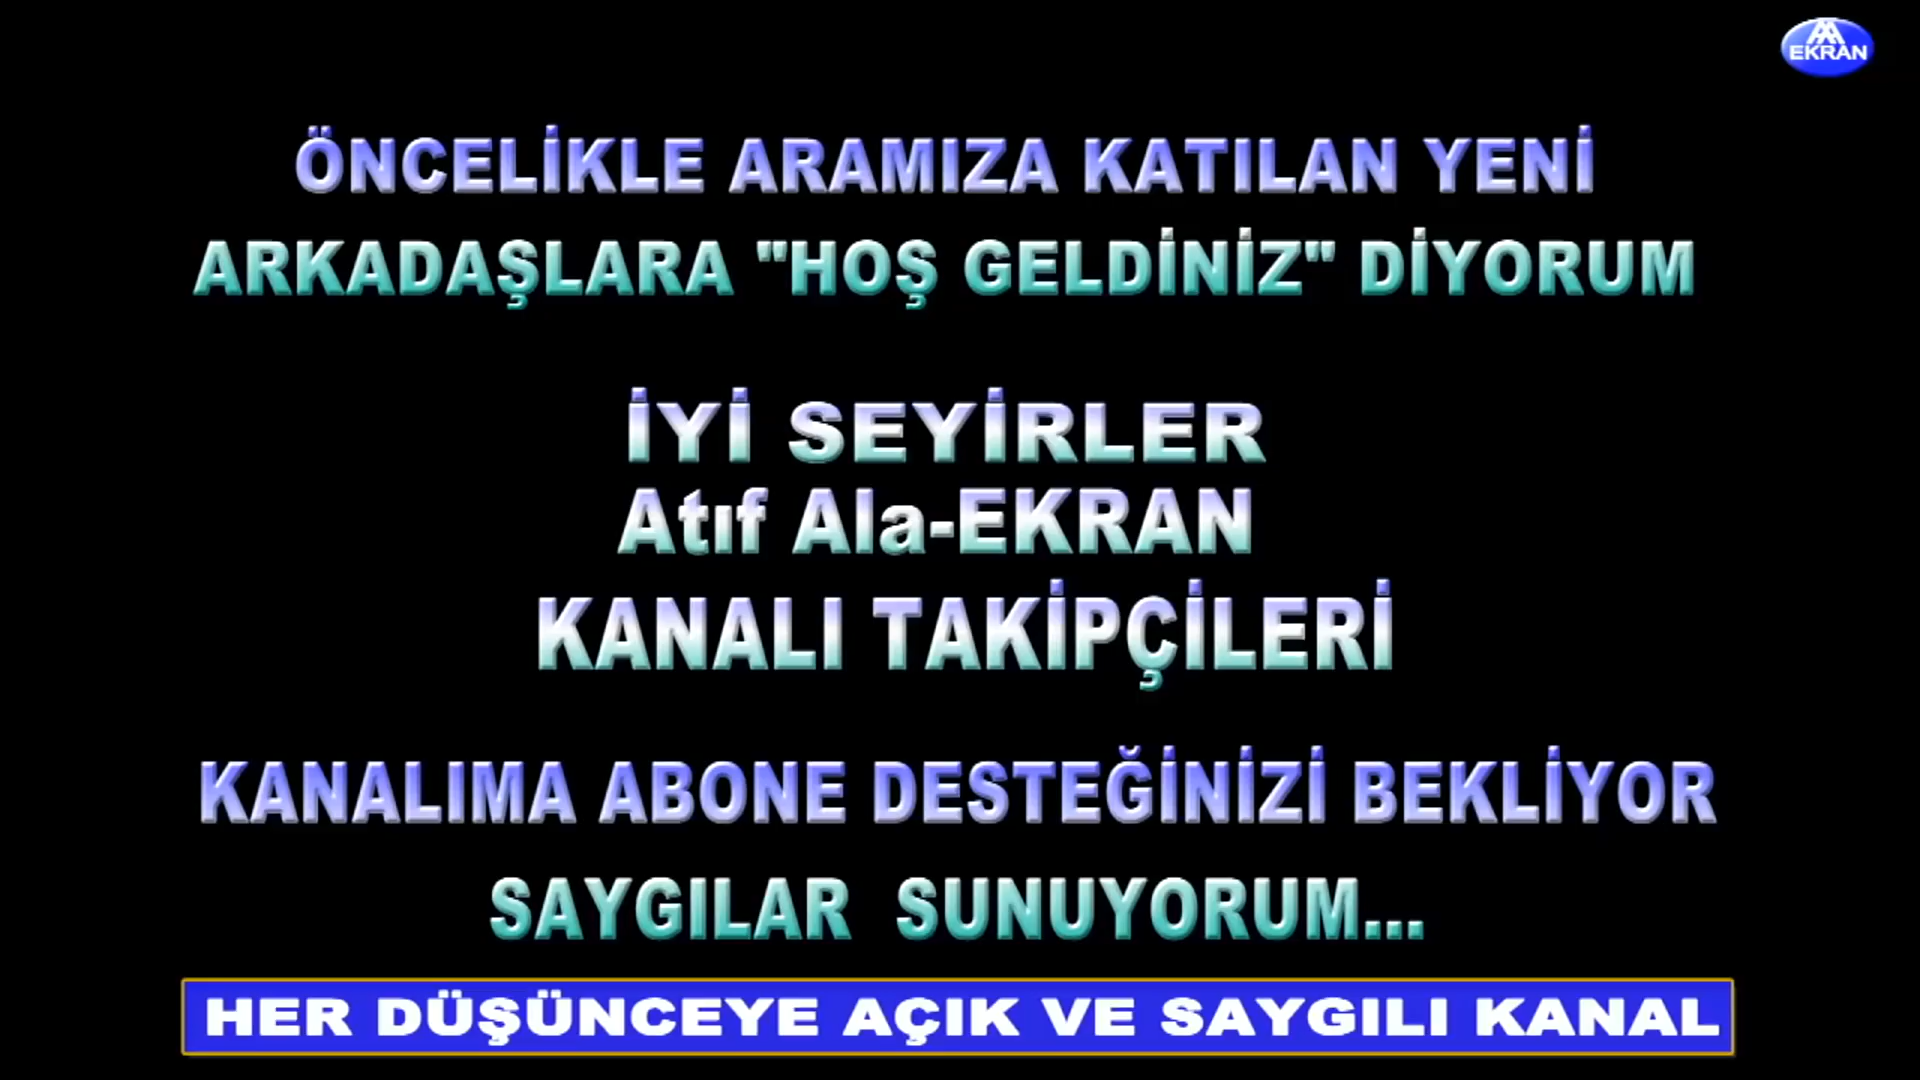 AA
EKRAN
ÖNCELİKLE ARAMIZA KATILAN YENİ
ARKADAŞLARA "HOŞ GELDİNİZ" DİYORUM
İYİ SEYİRLER
Atıf Ala-EKRAN
KANALI TAKİPÇİLERİ
KANALIMA ABONE DESTEĞİNİZİ BEKLİYOR
SAYGILAR SUNUYORUM...
HER DÜŞÜNCEYE AÇIK VE SAYGILI KANAL